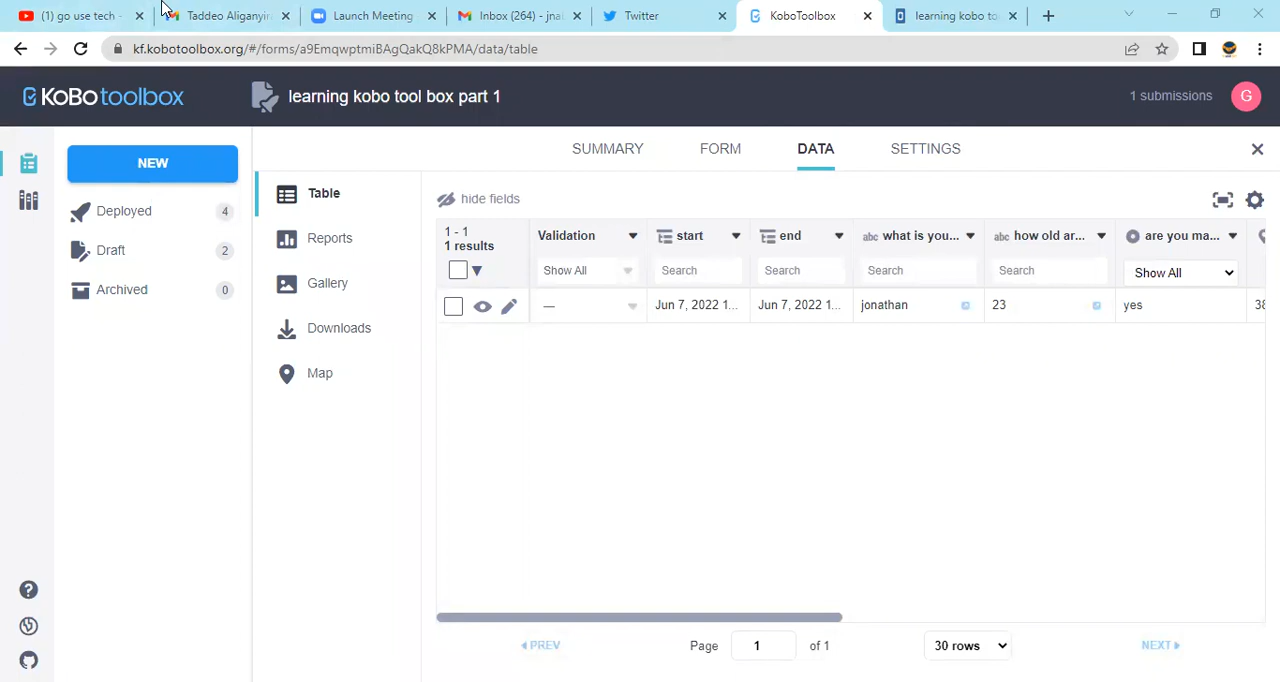 (1) go use tech -
Taddeo Aliganyir
Launch Meeting
Inbox (264) - jna
Twitter
KoboToolbox
learning kobo to
kf.kobotoolbox.org/#/forms/a9EmqwptmiBAgQakQ8kPMA/data/table
KoBotoolbox
learning kobo tool box part 1
1 submissions
G
NEW
SUMMARY
FORM
DATA
SETTINGS
Deployed
4
Draft
2
Archived
0
Table
Reports
Gallery
Downloads
Map
hide fields
1 - 1
1 results
Validation
start
end
abc what is you...
abc how old ar...
are you ma...
Show All
Search
Search
Search
Search
Show All
—
Jun 7, 2022 1...
Jun 7, 2022 1...
jonathan
23
yes
PREV
Page
1
of 1
30 rows
NEXT